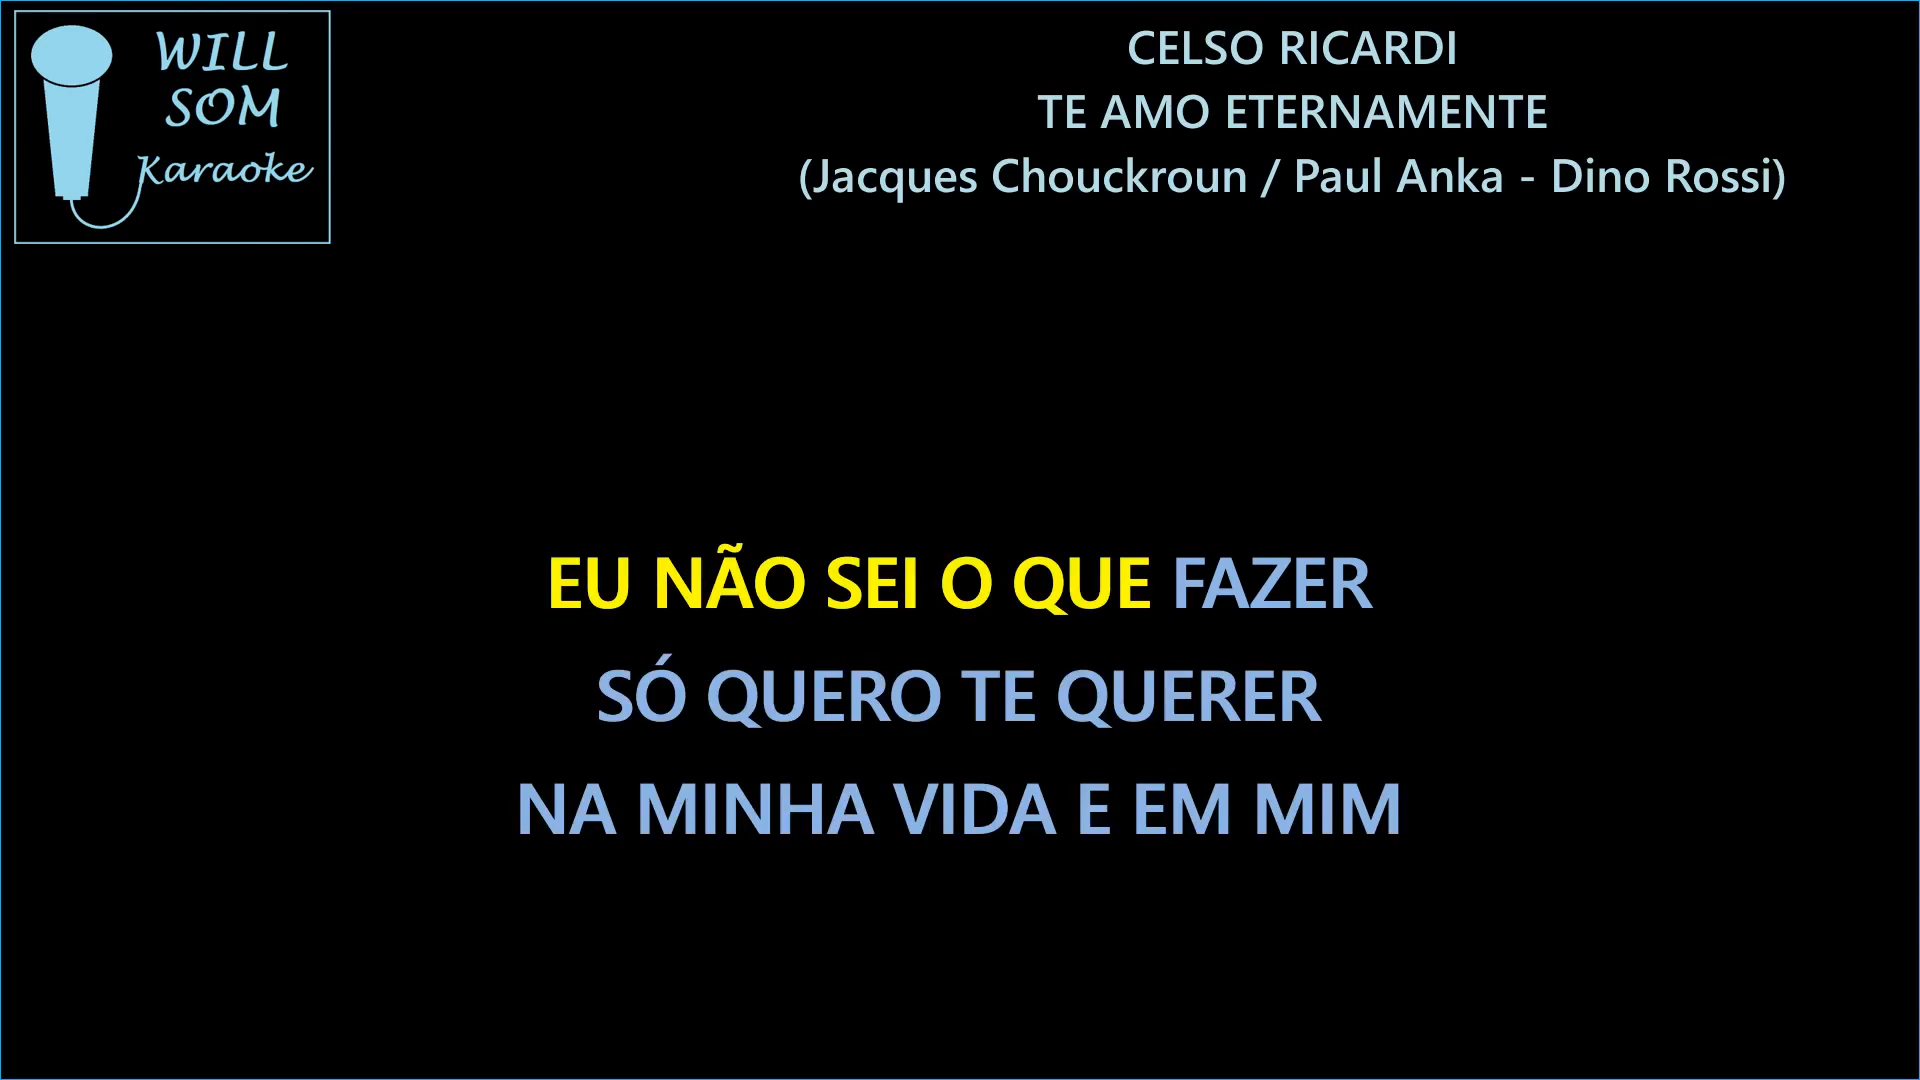 WILL
SOM
Karaoke
CELSO RICARDI
TE AMO ETERNAMENTE
(Jacques Chouckroun / Paul Anka - Dino Rossi)
EU NÃO SEI O QUE FAZER
SÓ QUERO TE QUERER
NA MINHA VIDA E EM MIM